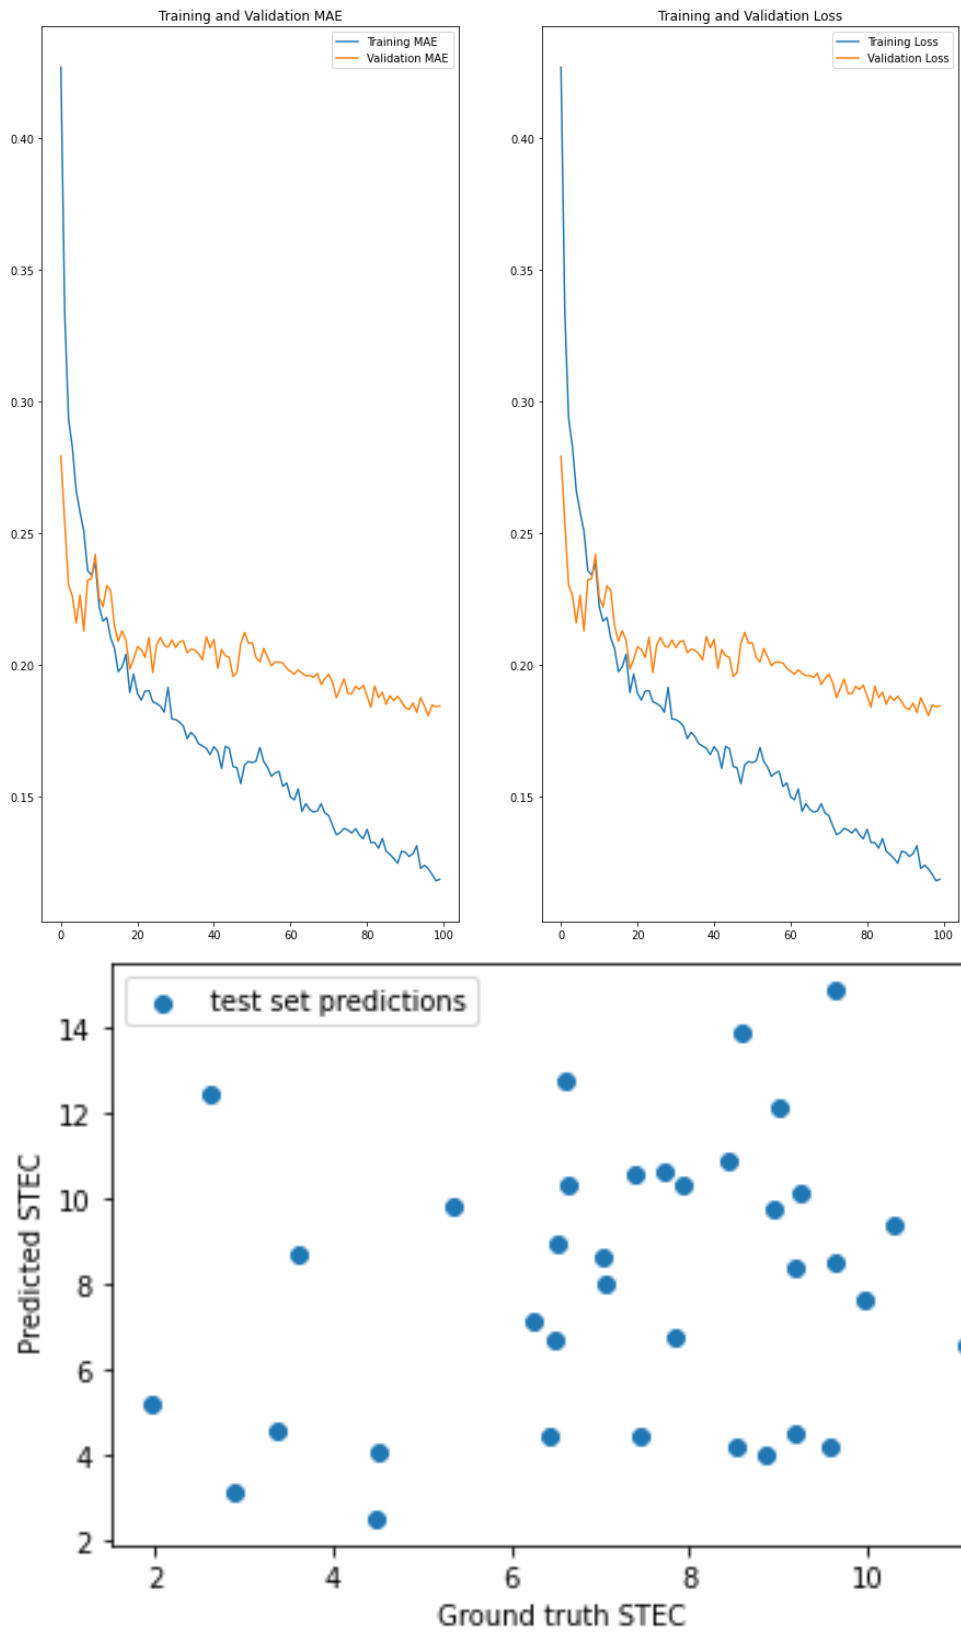 Training and Validation MAE
Training MAE
Validation MAE
0.40
0.35
0.30
0.25
0.20
0.15
0 20 40 60 80 100
Training and Validation Loss
Training Loss
Validation Loss
0.40
0.35
0.30
0.25
0.20
0.15
0 20 40 60 80 100
test set predictions
Predicted STEC
14
12
10
8
6
4
2
2 4 6 8 10
Ground truth STEC